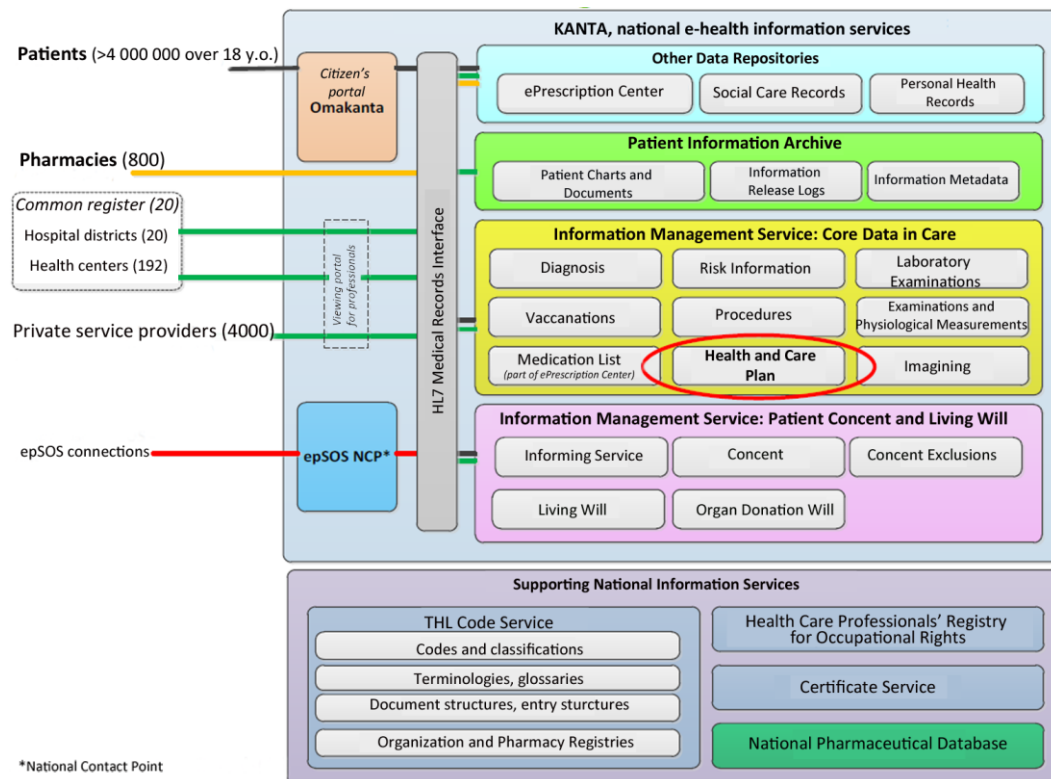 KANTA, national e-health information services
Patients (>4 000 000 over 18 y.o.)
Citizen's
portal
Omakanta
Pharmacies (800)
Common register (20)
Hospital districts (20)
Health centers (192)
Private service providers (4000)
epSOS connections
Viewing portal
for professionals
epSOS NCP*
HL7 Medical Records Interface
Other Data Repositories
ePrescription Center
Social Care Records
Personal Health
Records
Patient Information Archive
Patient Charts and
Documents
Information
Release Logs
Information Metadata
Information Management Service: Core Data in Care
Diagnosis
Risk Information
Laboratory
Examinations
Vaccanations
Procedures
Examinations and
Physiological Measurements
Medication List
(part of ePrescription Center)
Health and Care
Plan
Imagining
Information Management Service: Patient Concent and Living Will
Informing Service
Concent
Concent Exclusions
Living Will
Organ Donation Will
Supporting National Information Services
THL Code Service
Codes and classifications
Terminologies, glossaries
Document structures, entry sturctures
Organization and Pharmacy Registries
Health Care Professionals' Registry
for Occupational Rights
Certificate Service
National Pharmaceutical Database
*National Contact Point